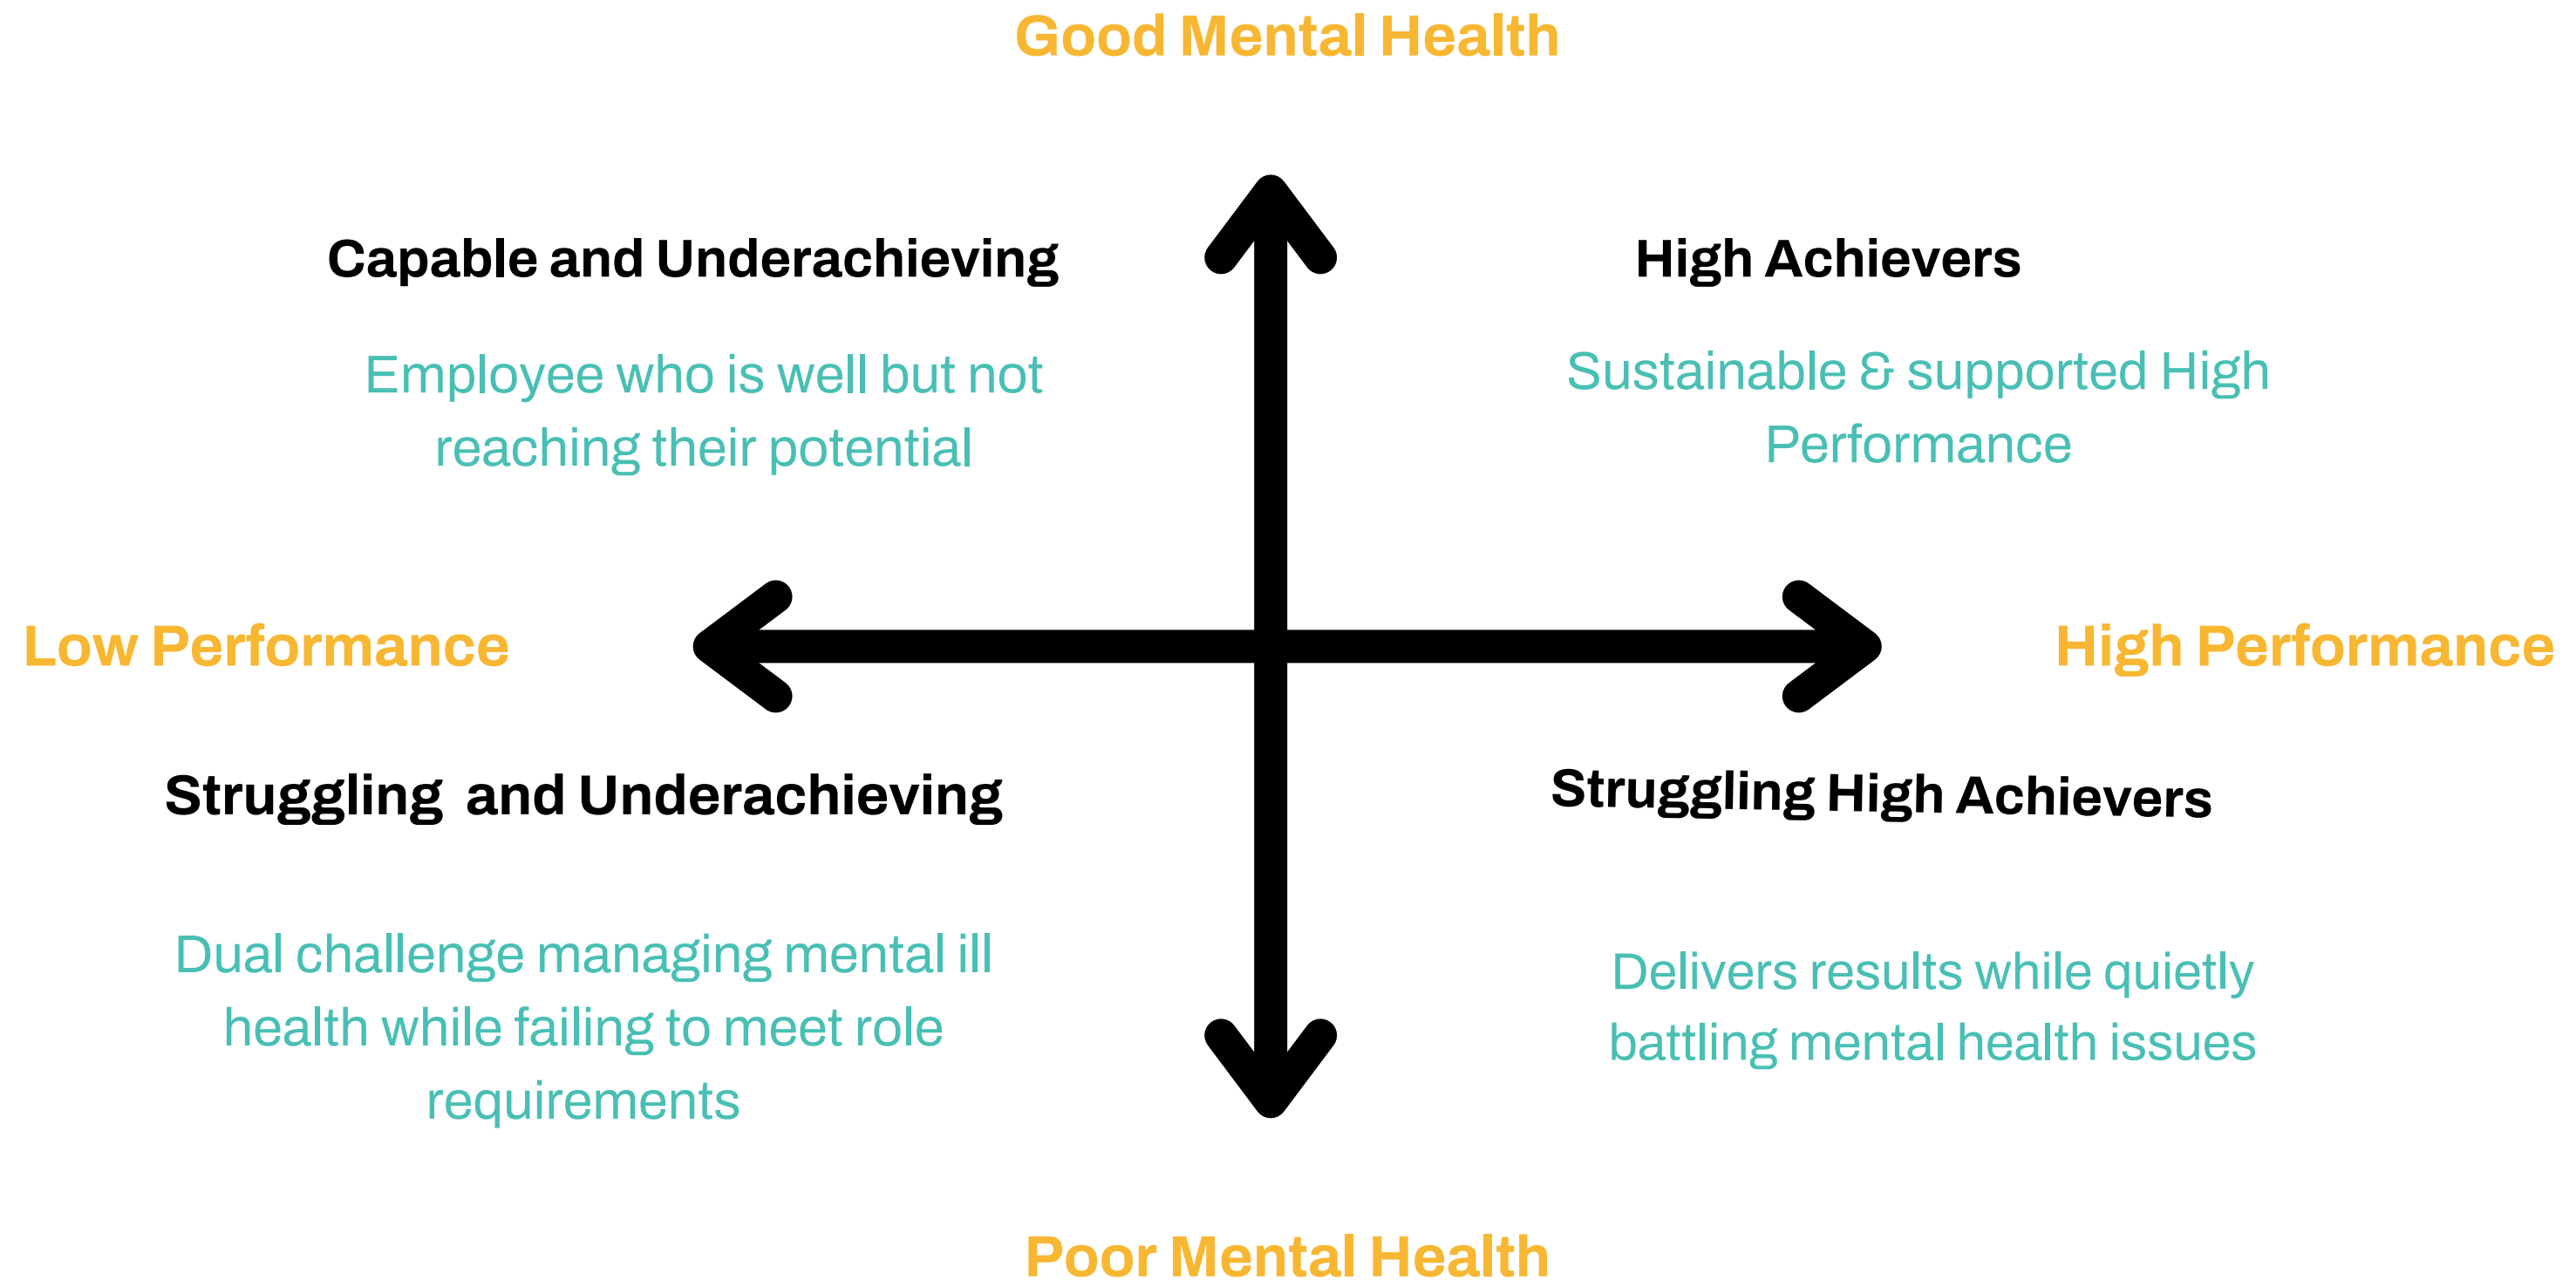 Good Mental Health
Capable and Underachieving
Employee who is well but not
reaching their potential
High Achievers
Sustainable & supported High
Performance
Low Performance
High Performance
Struggling and Underachieving
Dual challenge managing mental ill
health while failing to meet role
requirements
Struggling High Achievers
Delivers results while quietly
battling mental health issues
Poor Mental Health